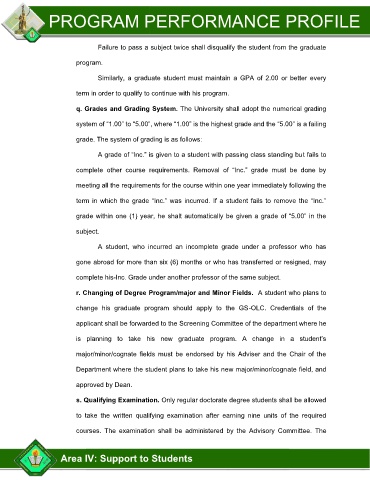 PROGRAM PERFORMANCE PROFILE
Failure to pass a subject twice shall disqualify the student from the graduate
program.
Similarly, a graduate student must maintain a GPA of 2.00 or better every
term in order to qualify to continue with his program.
q. Grades and Grading System. The University shall adopt the numerical grading
system of “1.00” to “5.00”, where “1.00” is the highest grade and the “5.00” is a failing
grade. The system of grading is as follows:
A grade of “Inc.” is given to a student with passing class standing but fails to
complete other course requirements. Removal of “Inc.” grade must be done by
meeting all the requirements for the course within one year immediately following the
term in which the grade “Inc.” was incurred. If a student fails to remove the “Inc.”
grade within one (1) year, he shalt automatically be given a grade of “5.00” in the
subject.
A student, who incurred an incomplete grade under a professor who has
gone abroad for more than six (6) months or who has transferred or resigned, may
complete his-Inc. Grade under another professor of the same subject.
r. Changing of Degree Program/major and Minor Fields. A student who plans to
change his graduate program should apply to the GS-OLC. Credentials of the
applicant shall be forwarded to the Screening Committee of the department where he
is planning to take his new graduate program. A change in a student's
major/minor/cognate fields must be endorsed by his Adviser and the Chair of the
Department where the student plans to take his new major/minor/cognate field, and
approved by Dean.
s. Qualifying Examination. Only regular doctorate degree students shall be allowed
to take the written qualifying examination after earning nine units of the required
courses. The examination shall be administered by the Advisory Committee. The
Area IV: Support to Students